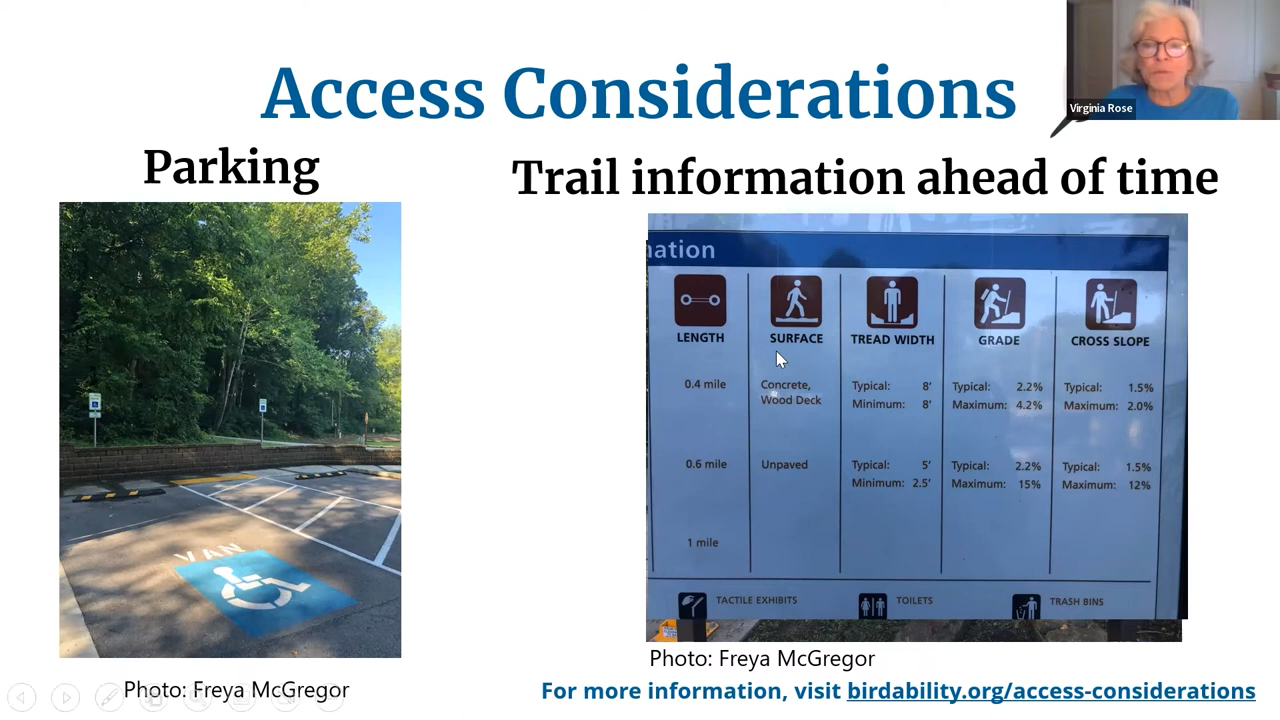 Access Considerations
Virginia Rose
Parking
Trail information ahead of time
VAN
mation
LENGTH
SURFACE
TREAD WIDTH
GRADE
CROSS SLOPE
0.4 mile
Concrete,
Wood Deck
Typical: 8'
Minimum: 8'
Typical: 2.2%
Maximum: 4.2%
Typical: 1.5%
Maximum: 2.0%
0.6 mile
Unpaved
Typical: 5'
Minimum: 2.5'
Typical: 2.2%
Maximum: 15%
Typical: 1.5%
Maximum: 12%
1 mile
TACTILE EXHIBITS
TOILETS
TRASH BINS
Photo: Freya McGregor
Photo: Freya McGregor
For more information, visit birdability.org/access-considerations